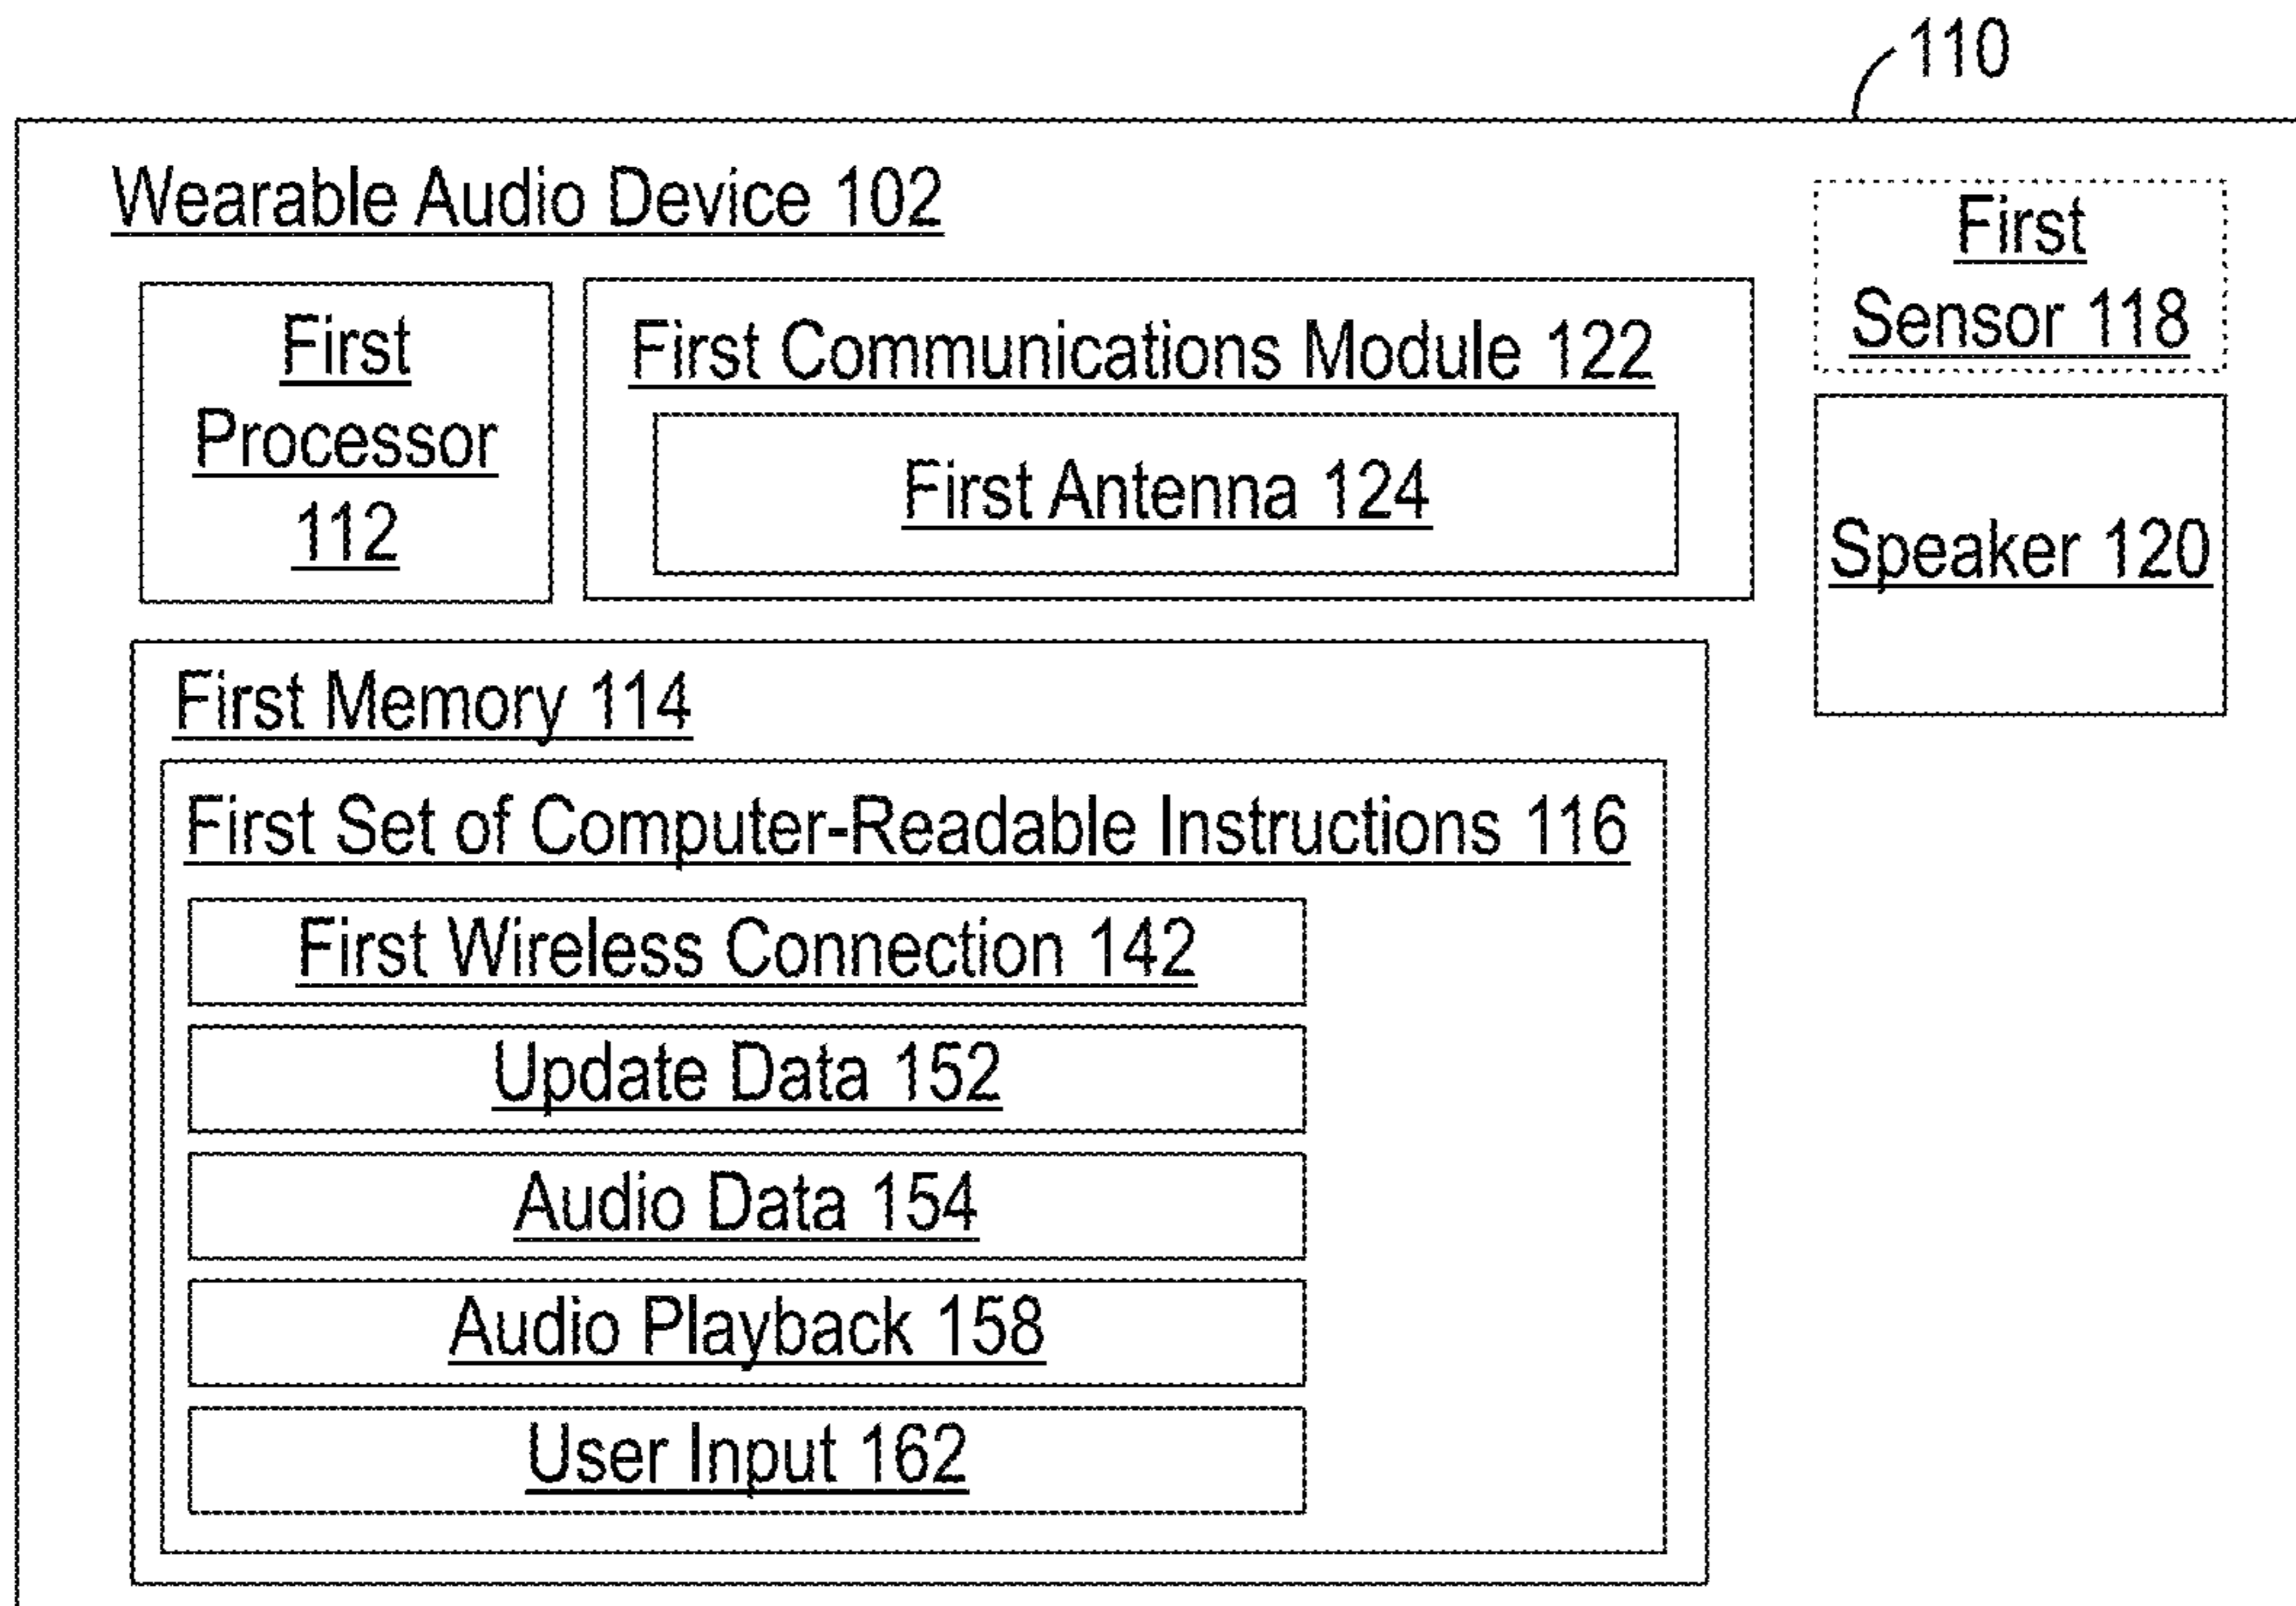 110
Wearable Audio Device 102
First
Sensor 118
First
Processor
112
First Communications Module 122
First Antenna 124
Speaker 120
First Memory 114
First Set of Computer-Readable Instructions 116
First Wireless Connection 142
Update Data 152
Audio Data 154
Audio Playback 158
User Input 162